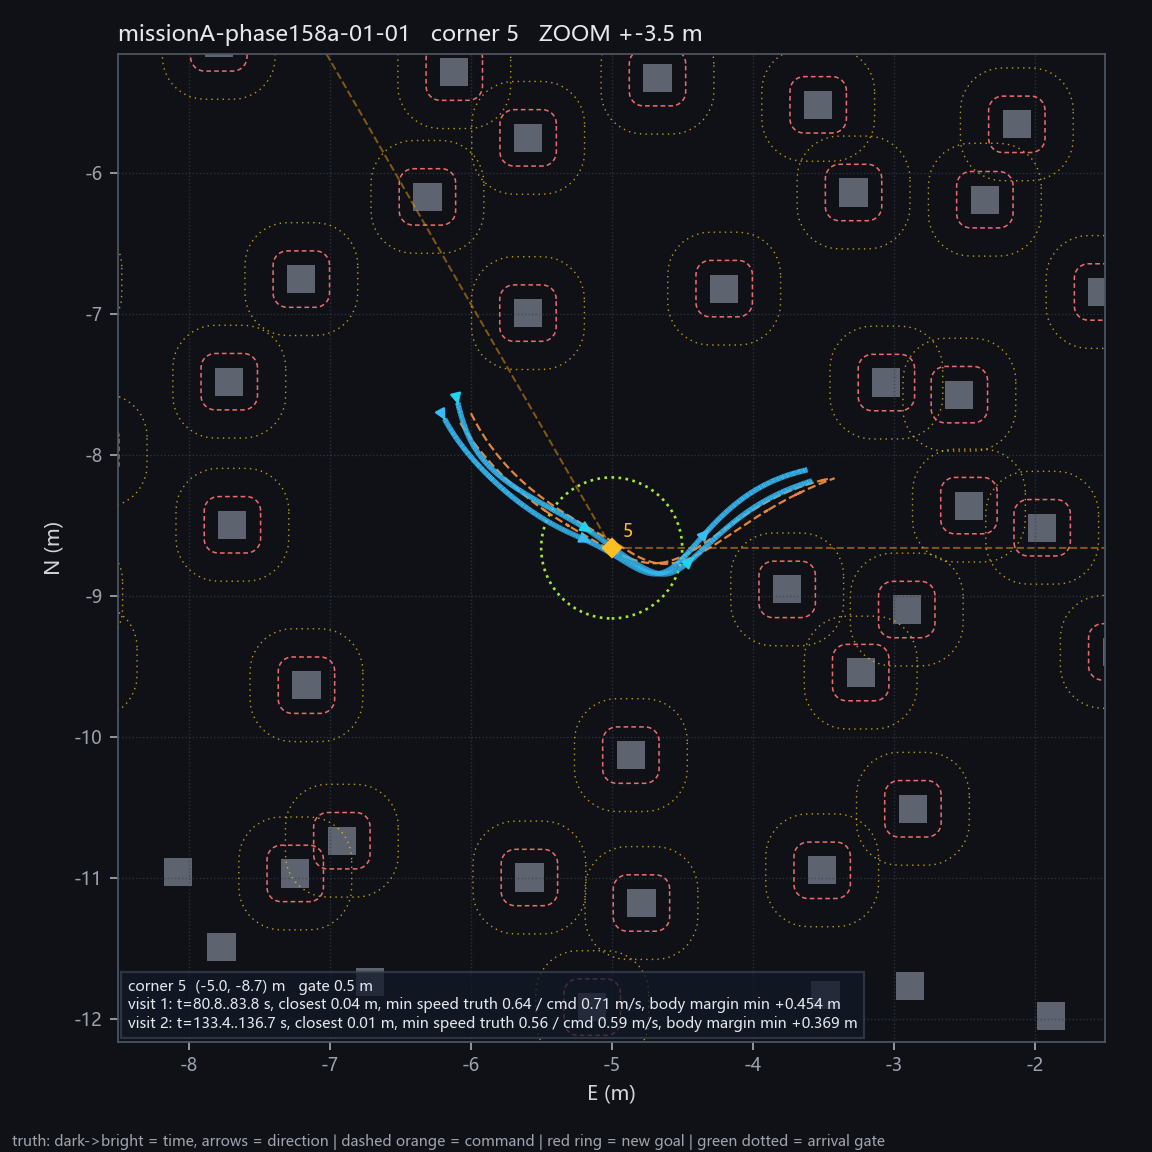 missionA-phase158a-01-01   corner 5   ZOOM +-3.5 m
5
-6
-7
-8
-9
-10
-11
-12
N (m)
-8
-7
-6
-5
-4
-3
-2
E (m)
corner 5  (-5.0, -8.7) m   gate 0.5 m
visit 1: t=80.8..83.8 s, closest 0.04 m, min speed truth 0.64 / cmd 0.71 m/s, body margin min +0.454 m
visit 2: t=133.4..136.7 s, closest 0.01 m, min speed truth 0.56 / cmd 0.59 m/s, body margin min +0.369 m
truth: dark->bright = time, arrows = direction | dashed orange = command | red ring = new goal | green dotted = arrival gate